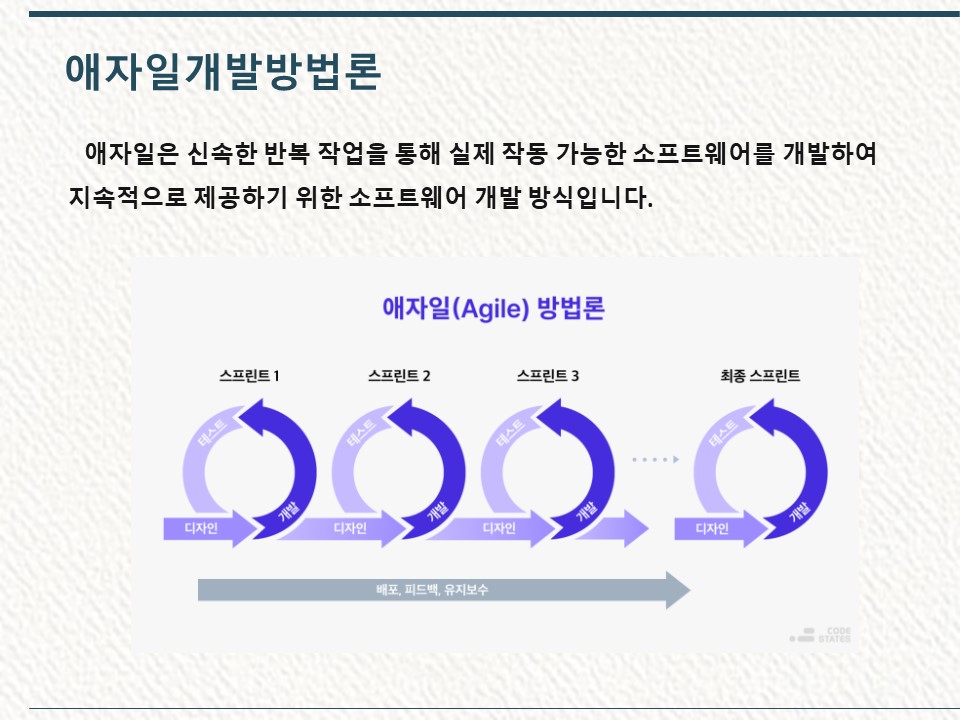 애자일개발방법론
애자일은 신속한 반복 작업을 통해 실제 작동 가능한 소프트웨어를 개발하여
지속적으로 제공하기 위한 소프트웨어 개발 방식입니다.
애자일(Agile) 방법론
스프린트 1
스프린트 2
스프린트 3
최종 스프린트
테스트
테스트
테스트
테스트
개발
개발
개발
개발
디자인
디자인
디자인
디자인
배포, 피드백, 유지보수
CODE
STATES